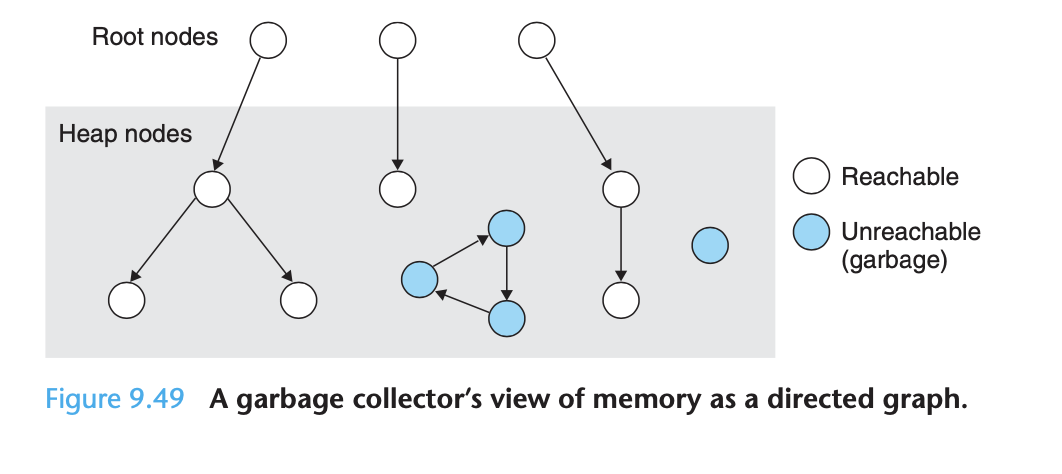 Root nodes
Heap nodes
Reachable
Unreachable
(garbage)
Figure 9.49 A garbage collector’s view of memory as a directed graph.